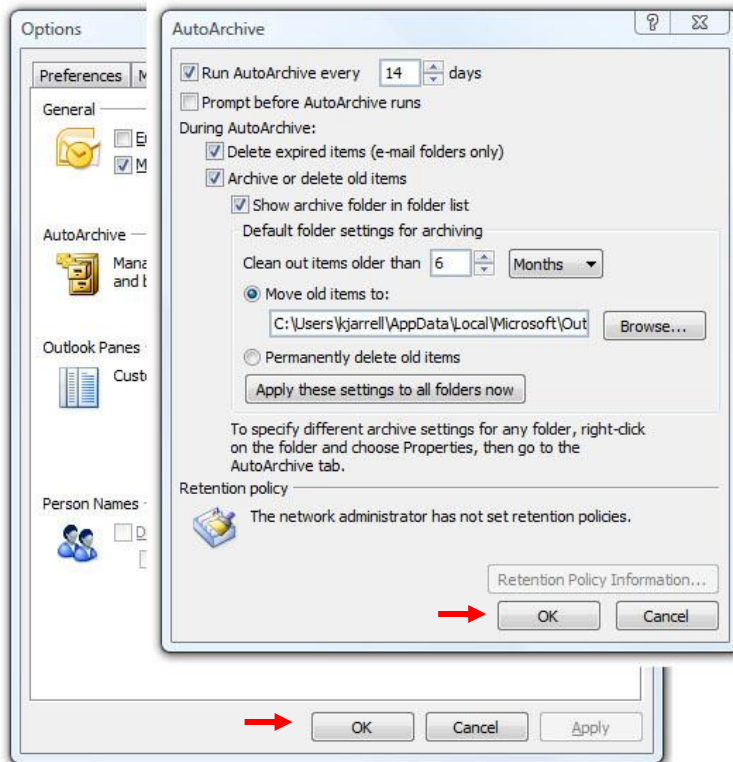 Options
Preferences
General
AutoArchive
Mana
and b
Outlook Panes
Custo
Person Names
D
OK
Cancel
Apply
AutoArchive
Run AutoArchive every 14 days
Prompt before AutoArchive runs
During AutoArchive:
Delete expired items (e-mail folders only)
Archive or delete old items
Show archive folder in folder list
Default folder settings for archiving
Clean out items older than 6 Months
Move old items to:
C:\Users\kjarrell\AppData\Local\Microsoft\Out
Browse...
Permanently delete old items
Apply these settings to all folders now
To specify different archive settings for any folder, right-click
on the folder and choose Properties, then go to the
AutoArchive tab.
Retention policy
The network administrator has not set retention policies.
Retention Policy Information...
OK
Cancel